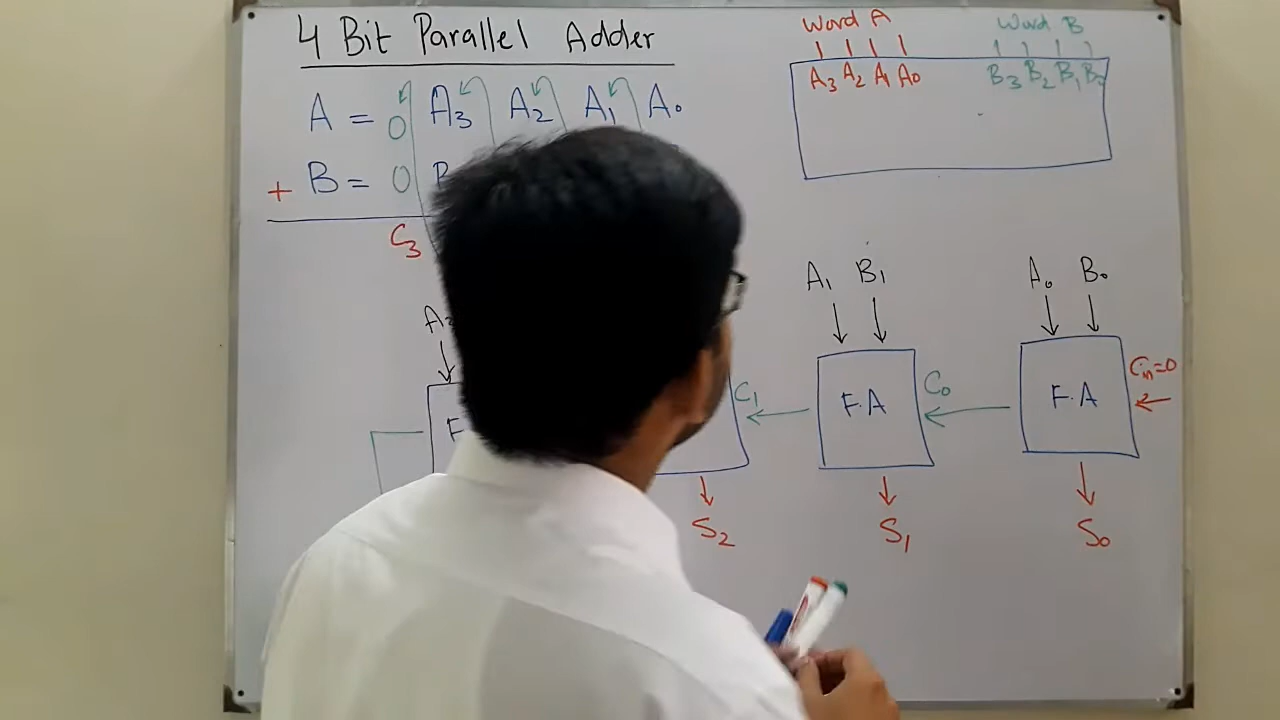 4 Bit Parallel Adder
A = 0 A3 A2 A1 A0
+ B = 0
C3
Word A Word B
A3 A2 A1 A0 B3 B2 B1
A1 B1 A0 B0
C1 F.A C0 F.A Cin=0
S2 S1 S0